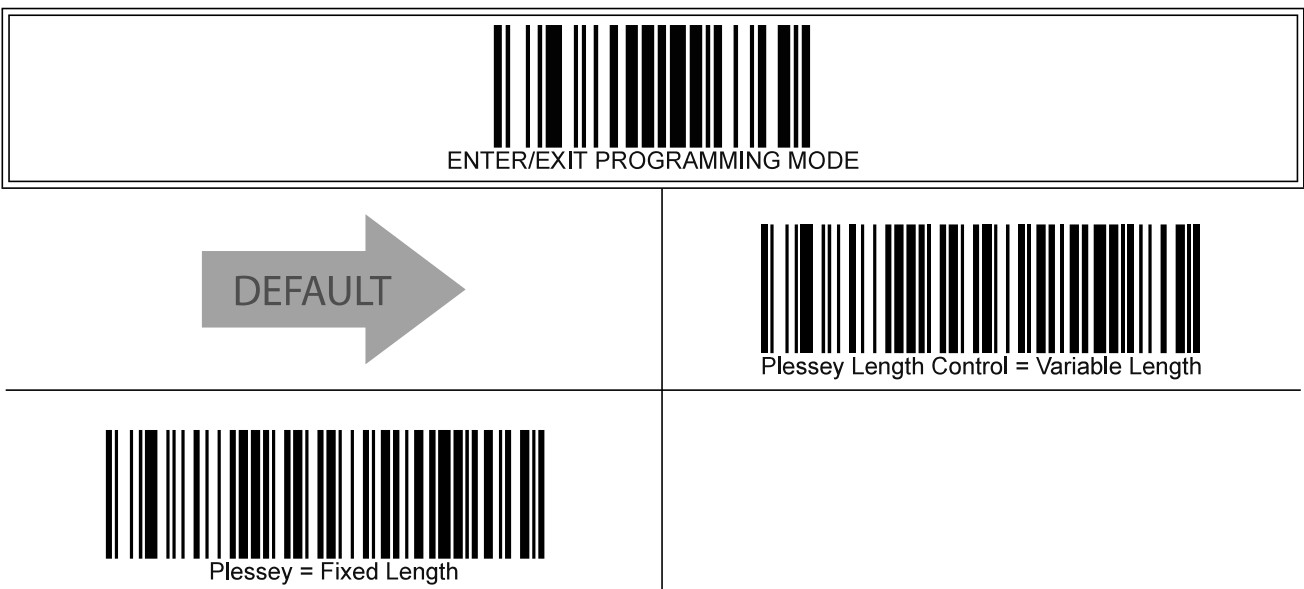 ENTER/EXIT PROGRAMMING MODE
DEFAULT
Plessey Length Control = Variable Length
Plessey = Fixed Length